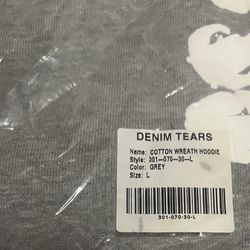 DENIM TEARS
Name: COTTON WREATH HOODIE
Style: 301-070-30-L
Color: GREY
Size: L
301-070-30-L